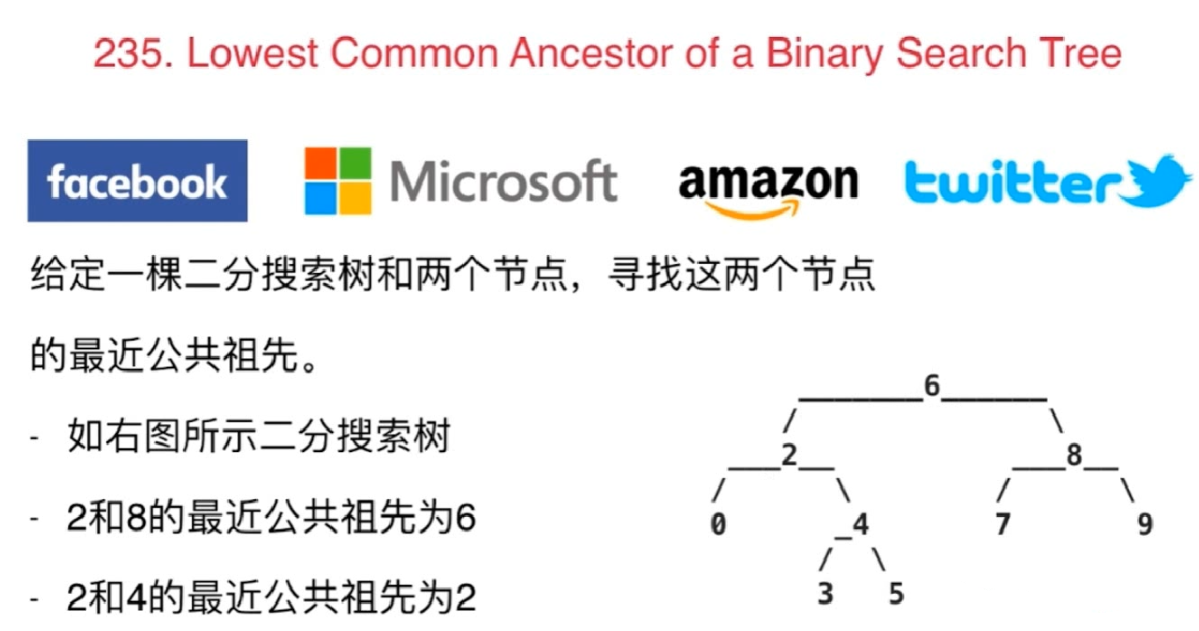 235. Lowest Common Ancestor of a Binary Search Tree
facebook Microsoft amazon twitter
给定一棵二分搜索树和两个节点，寻找这两个节点
的最近公共祖先。
- 如右图所示二分搜索树
- 2和8的最近公共祖先为6
- 2和4的最近公共祖先为2
_______6______
/ \
___2__ ___8__
/ \ / \
0 _4 7 9
/ \
3 5